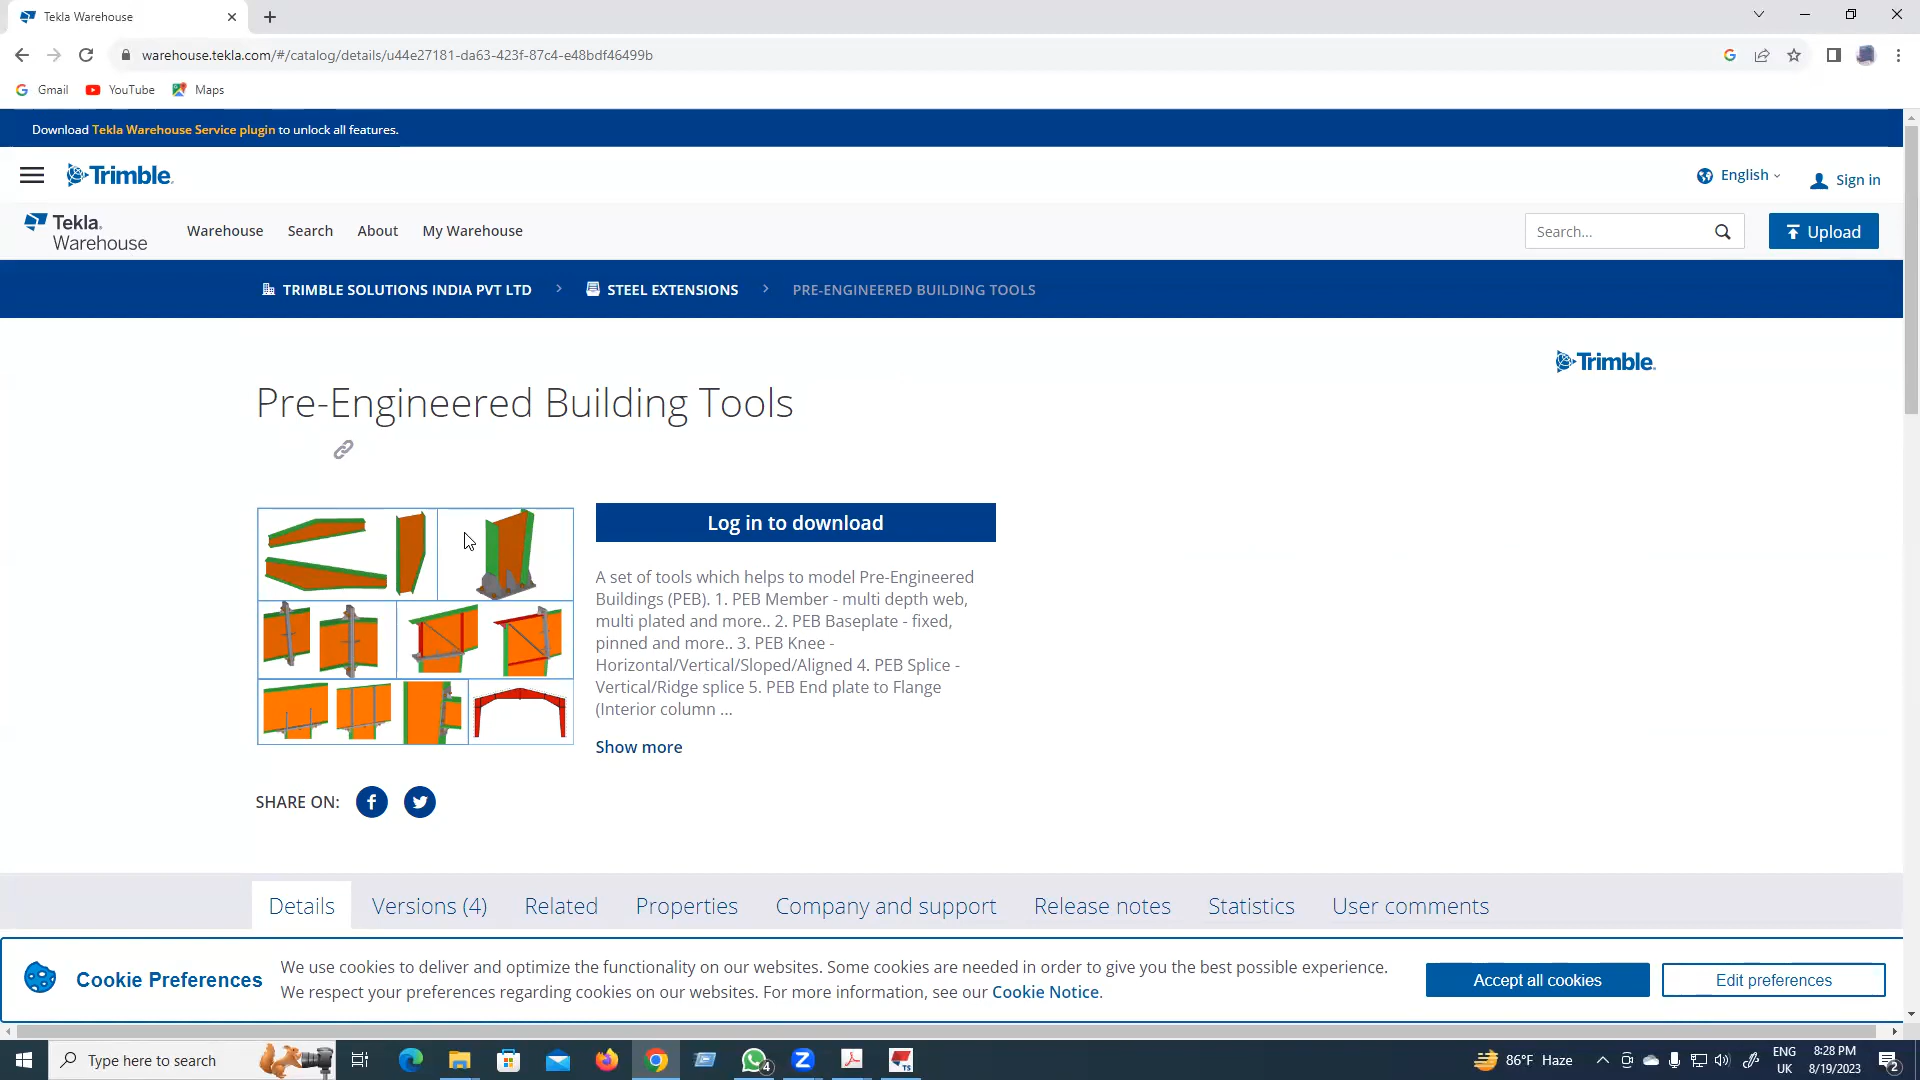 Tekla Warehouse
warehouse.tekla.com/#/catalog/details/u44e27181-da63-423f-87c4-e48bdf46499b
Gmail YouTube Maps
Download Tekla Warehouse Service plugin to unlock all features.
Trimble
English
Sign in
Tekla
Warehouse
Warehouse Search About My Warehouse
Search...
Upload
TRIMBLE SOLUTIONS INDIA PVT LTD > STEEL EXTENSIONS > PRE-ENGINEERED BUILDING TOOLS
Trimble
Pre-Engineered Building Tools
Log in to download
A set of tools which helps to model Pre-Engineered
Buildings (PEB). 1. PEB Member - multi depth web,
multi plated and more.. 2. PEB Baseplate - fixed,
pinned and more.. 3. PEB Knee -
Horizontal/Vertical/Sloped/Aligned 4. PEB Splice -
Vertical/Ridge splice 5. PEB End plate to Flange
(Interior column ...
Show more
SHARE ON:
Details Versions (4) Related Properties Company and support Release notes Statistics User comments
Cookie Preferences
We use cookies to deliver and optimize the functionality on our websites. Some cookies are needed in order to give you the best possible experience.
We respect your preferences regarding cookies on our websites. For more information, see our Cookie Notice.
Accept all cookies
Edit preferences
Type here to search
4
TS
86°F Haze
ENG
UK
8:28 PM
8/19/2023
2